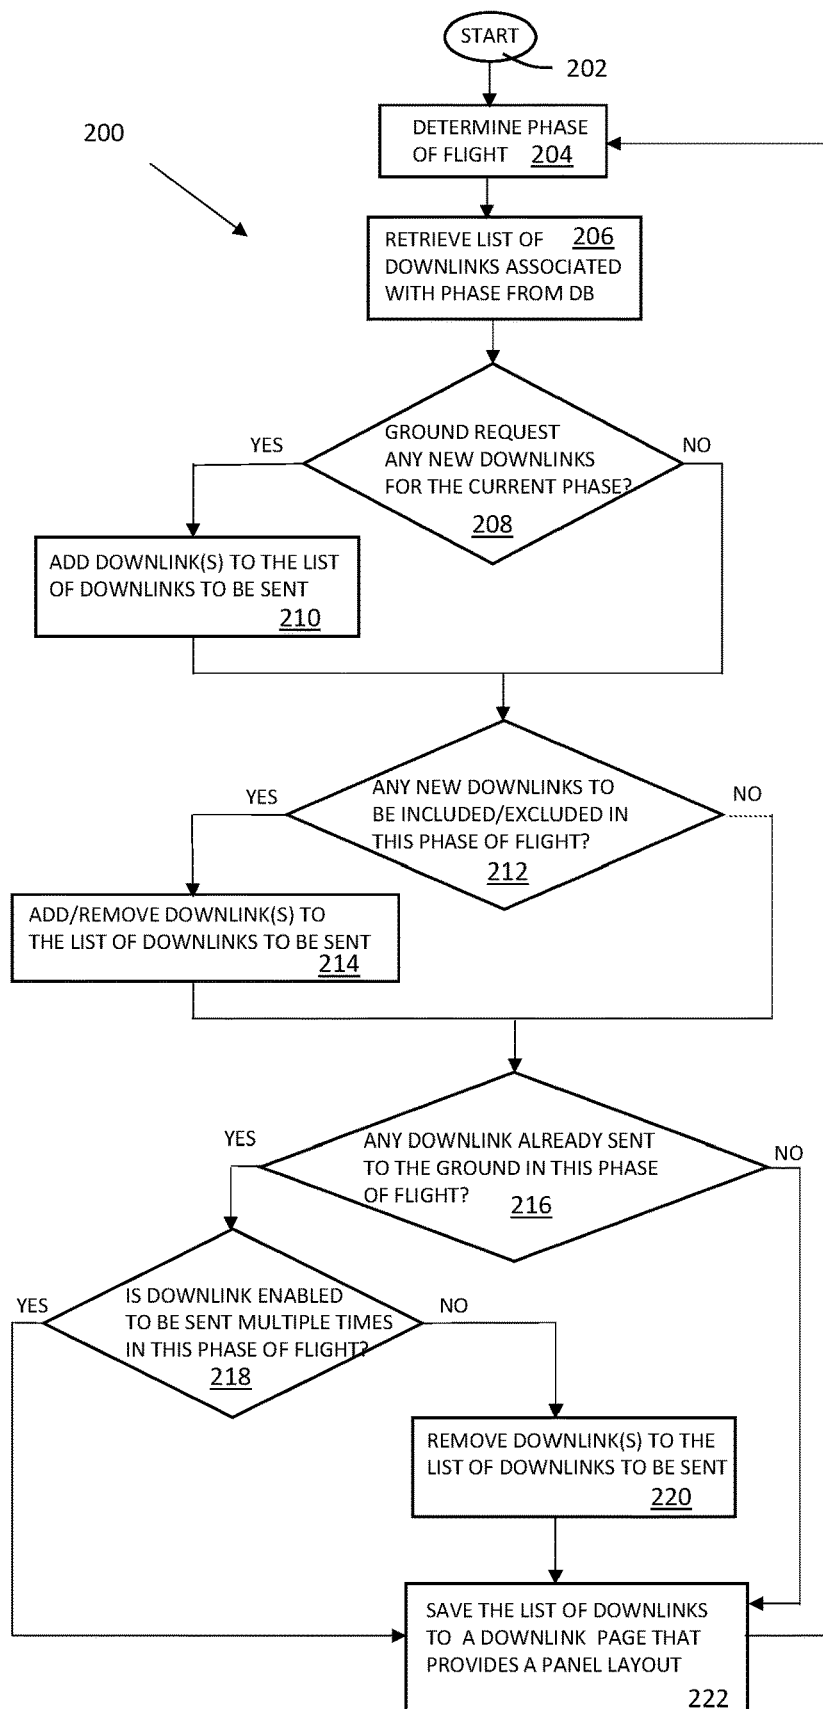 START
202
200
DETERMINE PHASE
OF FLIGHT 204
RETRIEVE LIST OF 206
DOWNLINKS ASSOCIATED
WITH PHASE FROM DB
YES
GROUND REQUEST
ANY NEW DOWNLINKS
FOR THE CURRENT PHASE?
208
NO
ADD DOWNLINK(S) TO THE LIST
OF DOWNLINKS TO BE SENT
210
YES
ANY NEW DOWNLINKS TO
BE INCLUDED/EXCLUDED IN
THIS PHASE OF FLIGHT?
212
NO
ADD/REMOVE DOWNLINK(S) TO
THE LIST OF DOWNLINKS TO BE SENT
214
YES
ANY DOWNLINK ALREADY SENT
TO THE GROUND IN THIS PHASE
OF FLIGHT? 216
NO
YES
IS DOWNLINK ENABLED
TO BE SENT MULTIPLE TIMES
IN THIS PHASE OF FLIGHT?
218
NO
REMOVE DOWNLINK(S) TO THE
LIST OF DOWNLINKS TO BE SENT
220
SAVE THE LIST OF DOWNLINKS
TO A DOWNLINK PAGE THAT
PROVIDES A PANEL LAYOUT
222